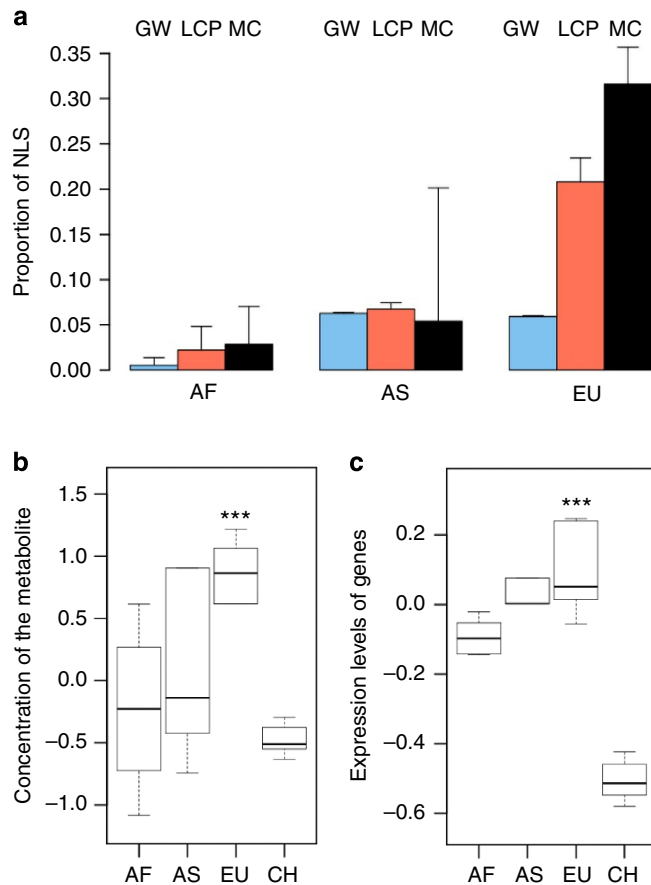 a
GW LCP MC GW LCP MC GW LCP MC
Proportion of NLS
0.35
0.30
0.25
0.20
0.15
0.10
0.05
0.00
AF AS EU
b
Concentration of the metabolite
1.5
1.0
0.5
0.0
−0.5
−1.0
***
AF AS EU CH
c
Expression levels of genes
0.2
0.0
−0.2
−0.4
−0.6
***
AF AS EU CH